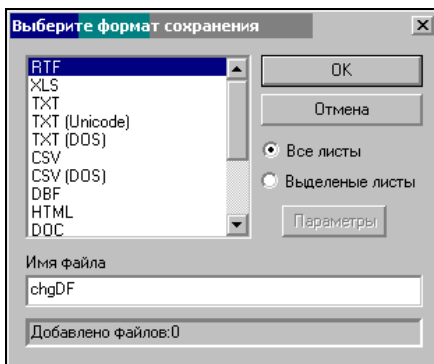 Выберите формат сохранения
RTF
XLS
TXT
TXT (Unicode)
TXT (DOS)
CSV
CSV (DOS)
DBF
HTML
DOC
OK
Отмена
Все листы
Выделеные листы
Параметры
Имя файла
chgDF
Добавлено файлов:0